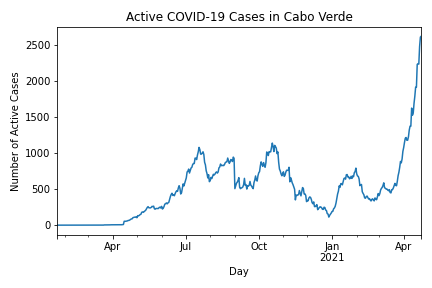 Active COVID-19 Cases in Cabo Verde
Number of Active Cases
2500
2000
1500
1000
500
0
Apr
Jul
Oct
Jan
2021
Apr
Day